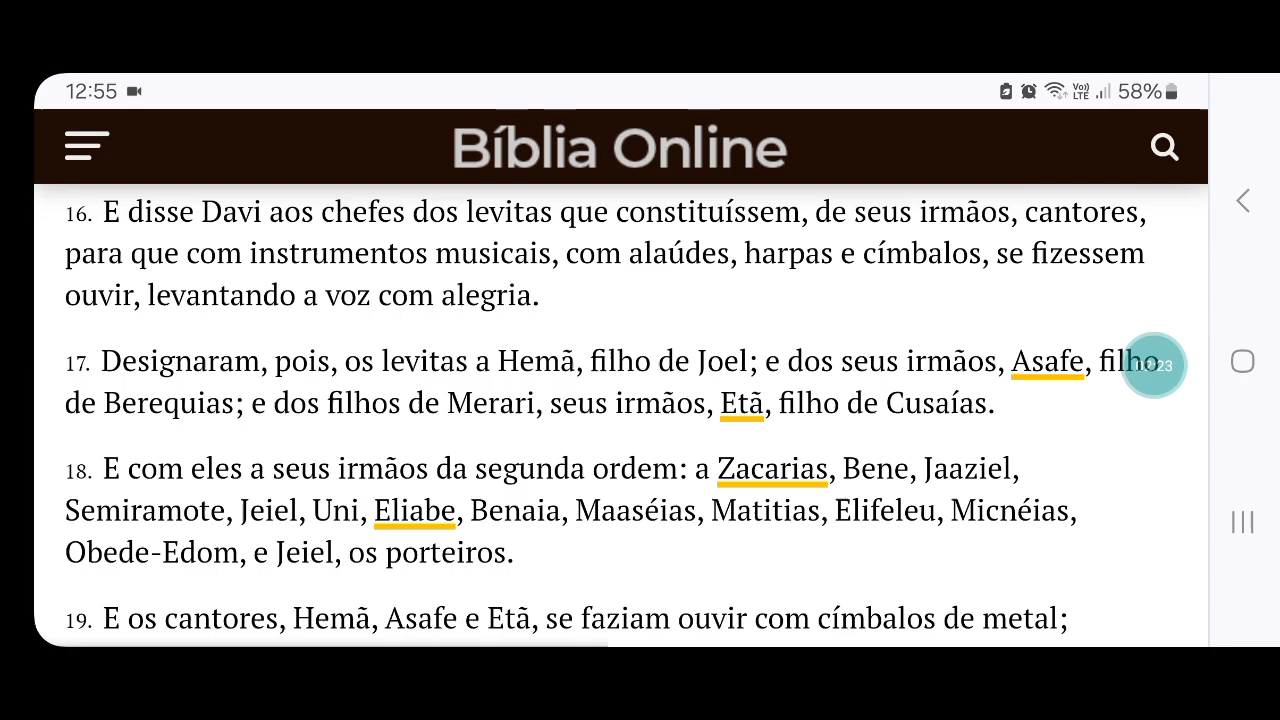 12:55
Vo)) LTE 58%
Bíblia Online
16. E disse Davi aos chefes dos levitas que constituíssem, de seus irmãos, cantores,
para que com instrumentos musicais, com alaúdes, harpas e címbalos, se fizessem
ouvir, levantando a voz com alegria.
17. Designaram, pois, os levitas a Hemã, filho de Joel; e dos seus irmãos, Asafe, filho
de Berequias; e dos filhos de Merari, seus irmãos, Etã, filho de Cusaías.
18. E com eles a seus irmãos da segunda ordem: a Zacarias, Bene, Jaaziel,
Semiramote, Jeiel, Uni, Eliabe, Benaia, Maaséias, Matitias, Elifeleu, Micnéias,
Obede-Edom, e Jeiel, os porteiros.
19. E os cantores, Hemã, Asafe e Etã, se faziam ouvir com címbalos de metal;